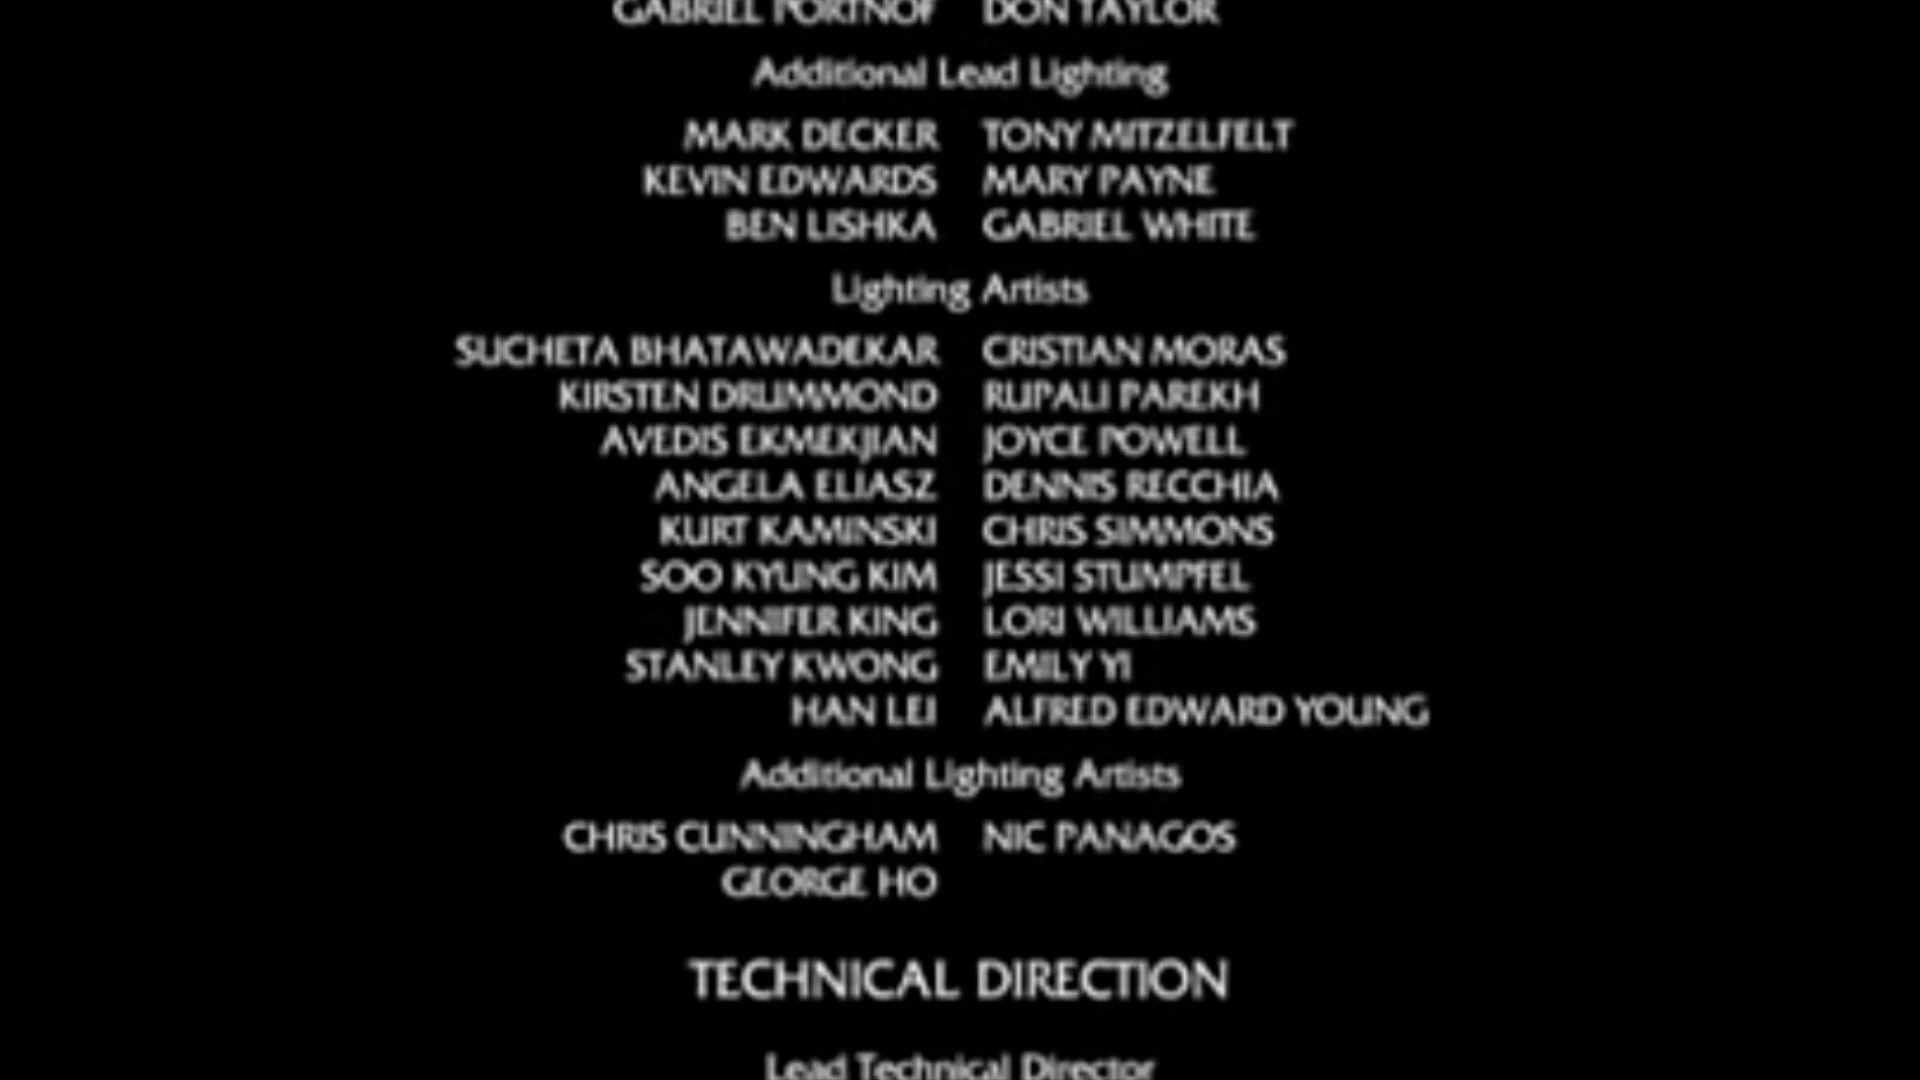 GABRIEL PORTNOF DON TAYLOR
Additional Lead Lighting
MARK DECKER TONY MITZELFELT
KEVIN EDWARDS MARY PAYNE
BEN LISHKA GABRIEL WHITE
Lighting Artists
SUCHETA BHATAWADEKAR CRISTIAN MORAS
KIRSTEN DRUMMOND RUPALI PAREKH
AVEDIS EKMEKJIAN JOYCE POWELL
ANGELA ELIASZ DENNIS RECCHIA
KURT KAMINSKI CHRIS SIMMONS
SOO KYUNG KIM JESSI STUMPFEL
JENNIFER KING LORI WILLIAMS
STANLEY KWONG EMILY YI
HAN LEI ALFRED EDWARD YOUNG
Additional Lighting Artists
CHRIS CUNNINGHAM NIC PANAGOS
GEORGE HO
TECHNICAL DIRECTION
Lead Technical Director